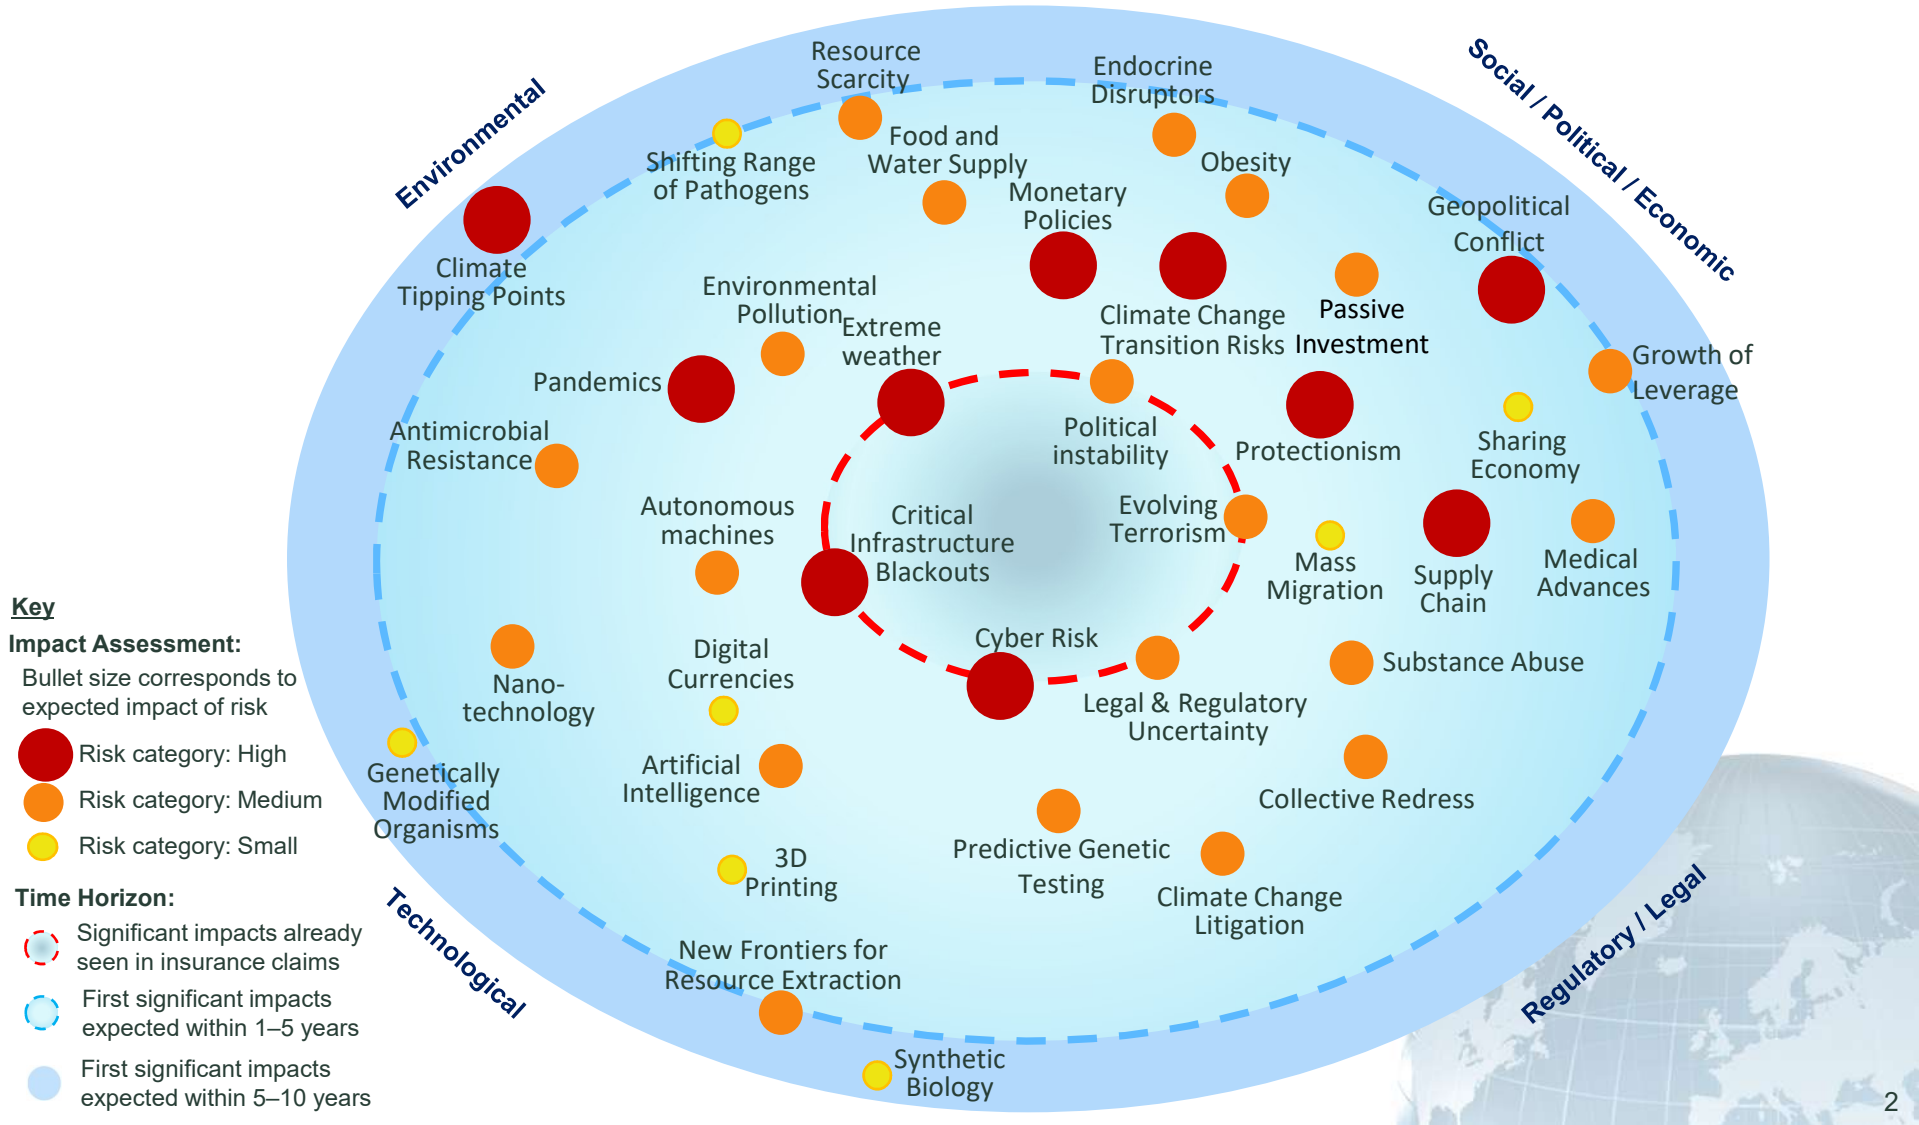 Resource
Scarcity
Endocrine
Disruptors
Social / Political / Economic
Environmental
Shifting Range
of Pathogens
Food and
Water Supply
Obesity
Monetary
Policies
Geopolitical
Conflict
Climate
Tipping Points
Environmental
Pollution
Extreme
weather
Climate Change
Transition Risks
Passive
Investment
Growth of
Leverage
Pandemics
Antimicrobial
Resistance
Political
instability
Protectionism
Sharing
Economy
Autonomous
machines
Critical
Infrastructure
Blackouts
Evolving
Terrorism
Mass
Migration
Supply
Chain
Medical
Advances
Cyber Risk
Digital
Currencies
Substance Abuse
Nano-
technology
Legal & Regulatory
Uncertainty
Artificial
Intelligence
Genetically
Modified
Organisms
Collective Redress
3D
Printing
Predictive Genetic
Testing
Climate Change
Litigation
Technological
Regulatory / Legal
New Frontiers for
Resource Extraction
Synthetic
Biology
Key
Impact Assessment:
Bullet size corresponds to
expected impact of risk
Risk category: High
Risk category: Medium
Risk category: Small
Time Horizon:
Significant impacts already
seen in insurance claims
First significant impacts
expected within 1–5 years
First significant impacts
expected within 5–10 years
2